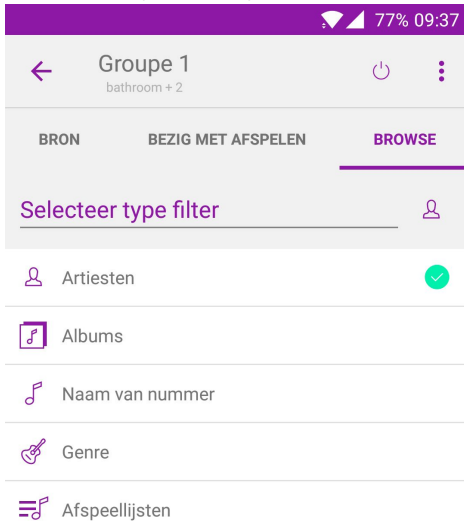 77% 09:37
Groupe 1
bathroom + 2
BRON BEZIG MET AFSPELEN BROWSE
Selecteer type filter
Artiesten
Albums
Naam van nummer
Genre
Afspeellijsten